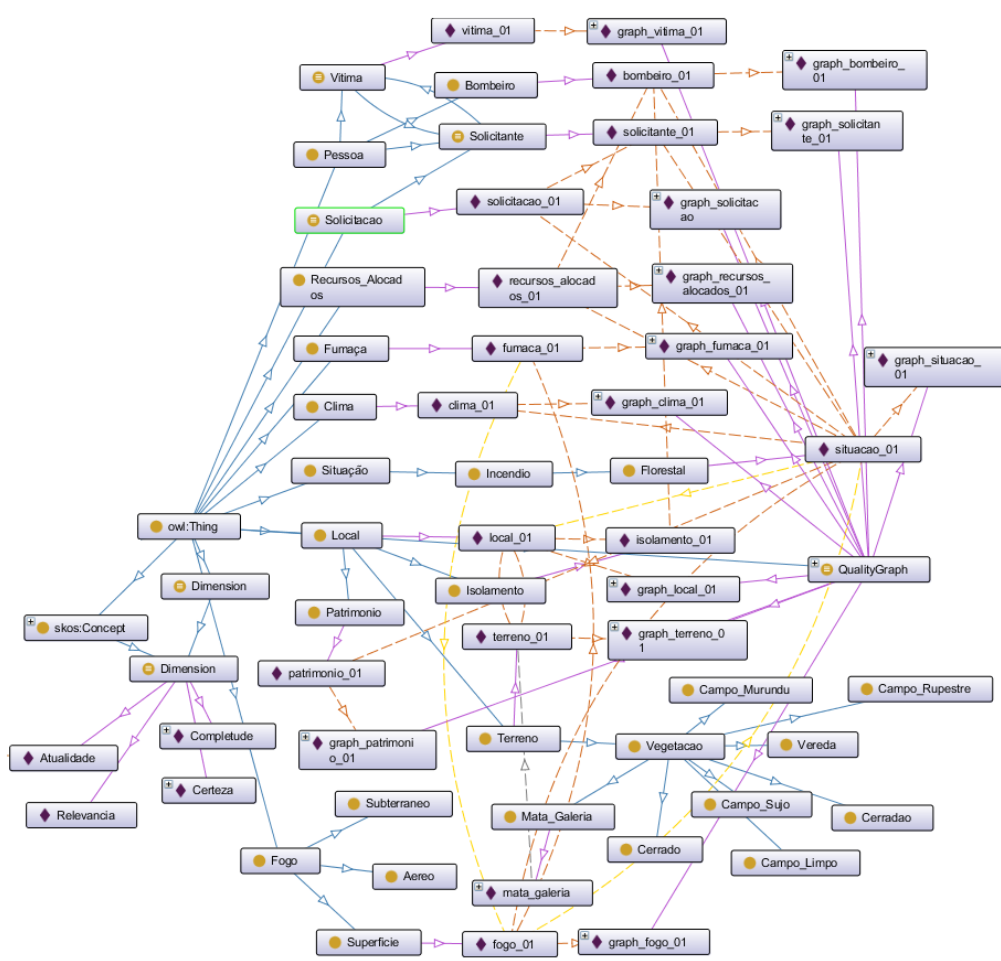 vitima_01
graph_vitima_01
Vitima
Bombeiro
bombeiro_01
graph_bombeiro_
01
Solicitante
solicitante_01
graph_solicitan
te_01
Pessoa
Solicitacao
solicitacao_01
graph_solicitac
ao
Recursos_Alocad
os
recursos_alocad
os_01
graph_recursos_
alocados_01
Fumaça
fumaca_01
graph_fumaca_01
graph_situacao_
01
Clima
clima_01
graph_clima_01
situacao_01
Situação
Incendio
Florestal
owl:Thing
Local
local_01
isolamento_01
QualityGraph
Dimension
Isolamento
graph_local_01
Patrimonio
skos:Concept
terreno_01
graph_terreno_0
1
Dimension
patrimonio_01
Campo_Murundu
Campo_Rupestre
Completude
graph_patrimoni
o_01
Terreno
Vegetacao
Vereda
Atualidade
Certeza
Relevancia
Subterraneo
Mata_Galeria
Campo_Sujo
Cerradao
Cerrado
Campo_Limpo
Fogo
Aereo
mata_galeria
Superficie
fogo_01
graph_fogo_01